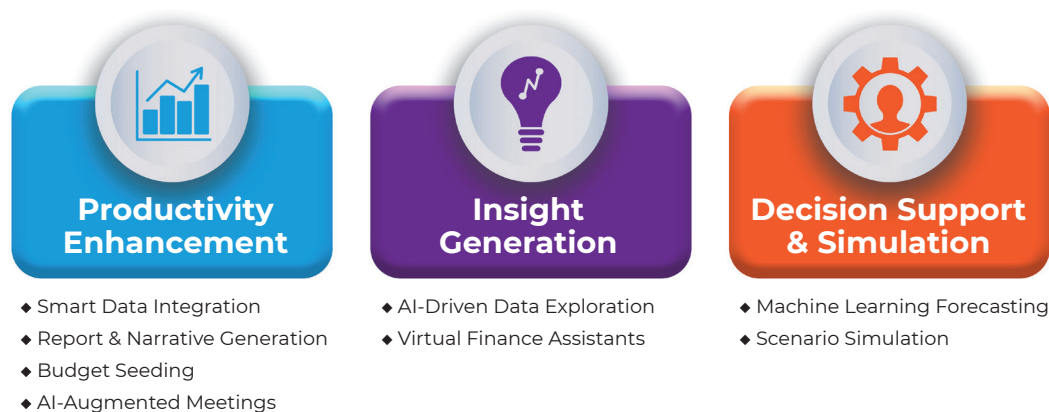 Productivity
Enhancement
◆ Smart Data Integration
◆ Report & Narrative Generation
◆ Budget Seeding
◆ AI-Augmented Meetings
Insight
Generation
◆ AI-Driven Data Exploration
◆ Virtual Finance Assistants
Decision Support
& Simulation
◆ Machine Learning Forecasting
◆ Scenario Simulation